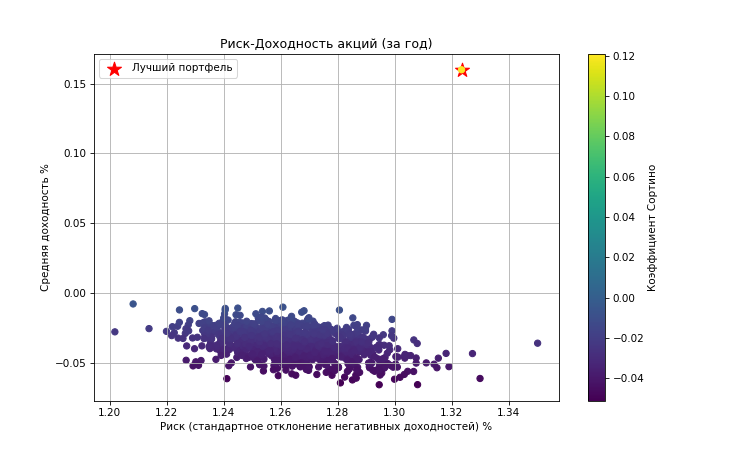 Риск-Доходность акций (за год)
Лучший портфель
Средняя доходность %
0.15
0.10
0.05
0.00
−0.05
1.20 1.22 1.24 1.26 1.28 1.30 1.32 1.34
Риск (стандартное отклонение негативных доходностей) %
0.12
0.10
0.08
0.06
0.04
0.02
0.00
−0.02
−0.04
Коэффициент Сортино